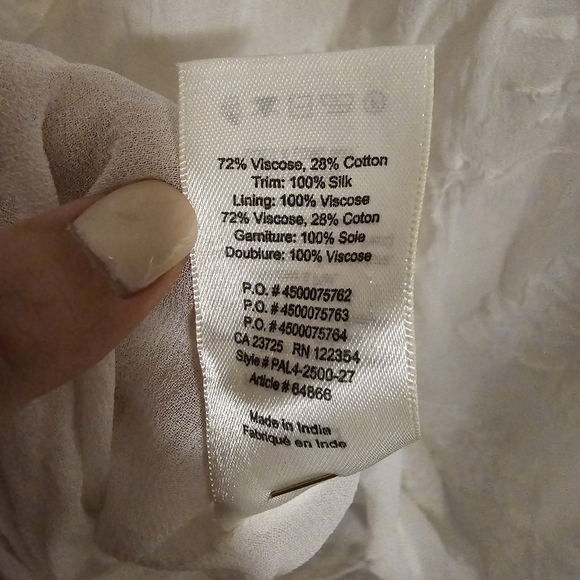 72% Viscose, 28% Cotton
Trim: 100% Silk
Lining: 100% Viscose
72% Viscose, 28% Coton
Garniture: 100% Soie
Doublure: 100% Viscose
P.O. # 4500075762
P.O. # 4500075763
P.O. # 4500075764
CA 23725 RN 122354
Style # PAL4-2500-27
Article # 64866
Made in India
Fabriqué en Inde